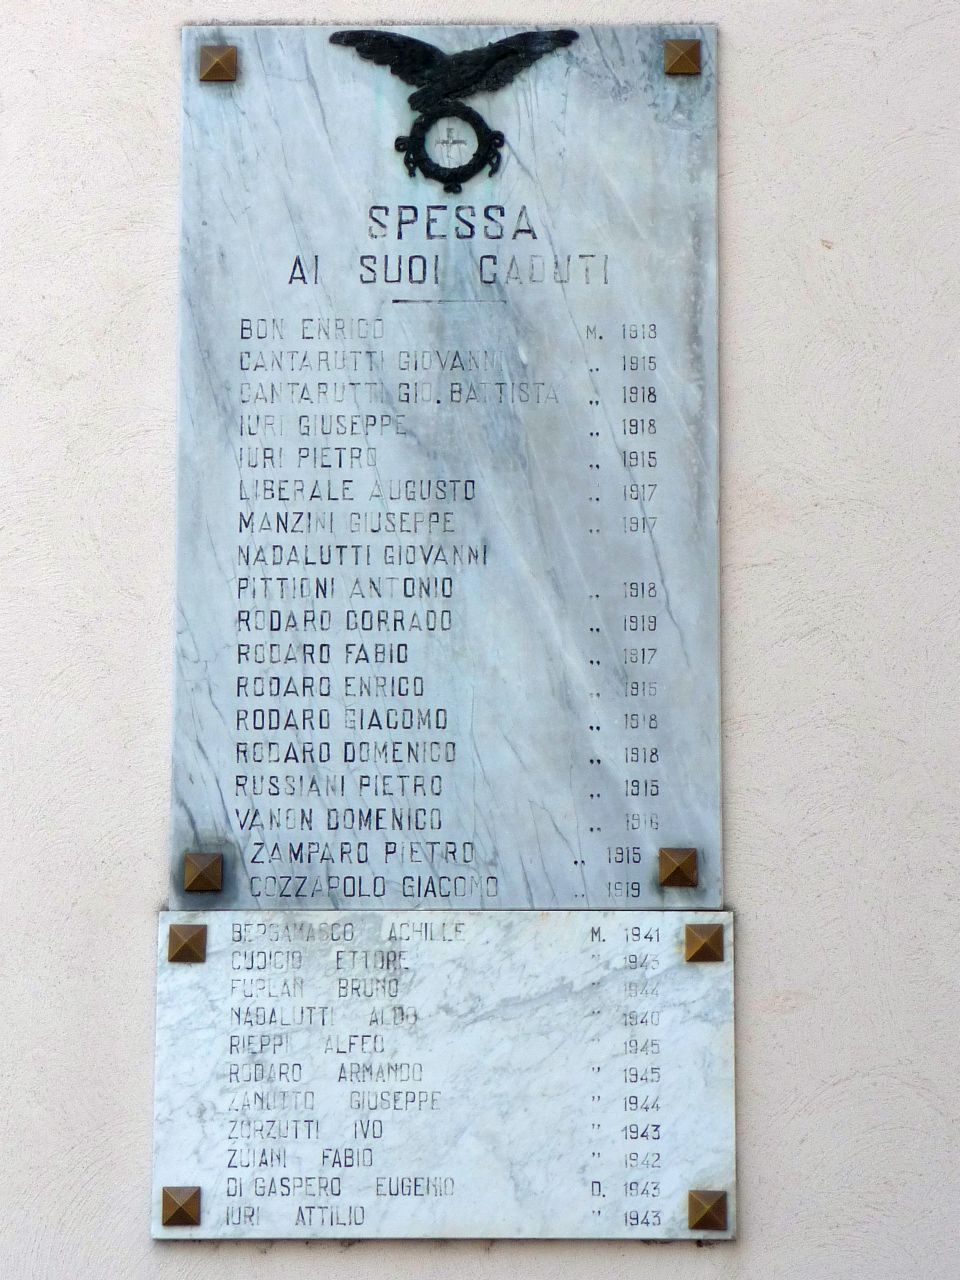 SPESSA
AI SUOI CADUTI
BON ENRICO M. 1918
CANTARUTTI GIOVANNI „ 1915
CANTARUTTI GIO. BATTISTA „ 1918
IURI GIUSEPPE „ 1918
IURI PIETRO „ 1915
LIBERALE AUGUSTO „ 1917
MANZINI GIUSEPPE „ 1917
NADALUTTI GIOVANNI
PITTIONI ANTONIO „ 1918
RODARO CORRADO „ 1919
RODARO FABIO „ 1917
RODARO ENRICO „ 1915
RODARO GIACOMO „ 1918
RODARO DOMENICO „ 1918
RUSSIANI PIETRO „ 1915
VANON DOMENICO „ 1916
ZAMPARO PIETRO „ 1915
COZZAROLO GIACOMO „ 1919
BERGAMASCO ACHILLE M. 1941
CUDICIO ETTORE " 1943
FURLAN BRUNO " 1944
NADALUTTI ALDO " 1940
RIEPPI ALFEO " 1945
RODARO ARMANDO " 1945
ZANUTTO GIUSEPPE " 1944
ZORZUTTI IVO " 1943
ZUIANI FABIO " 1942
DI GASPERO EUGENIO D. 1943
IURI ATTILIO " 1943